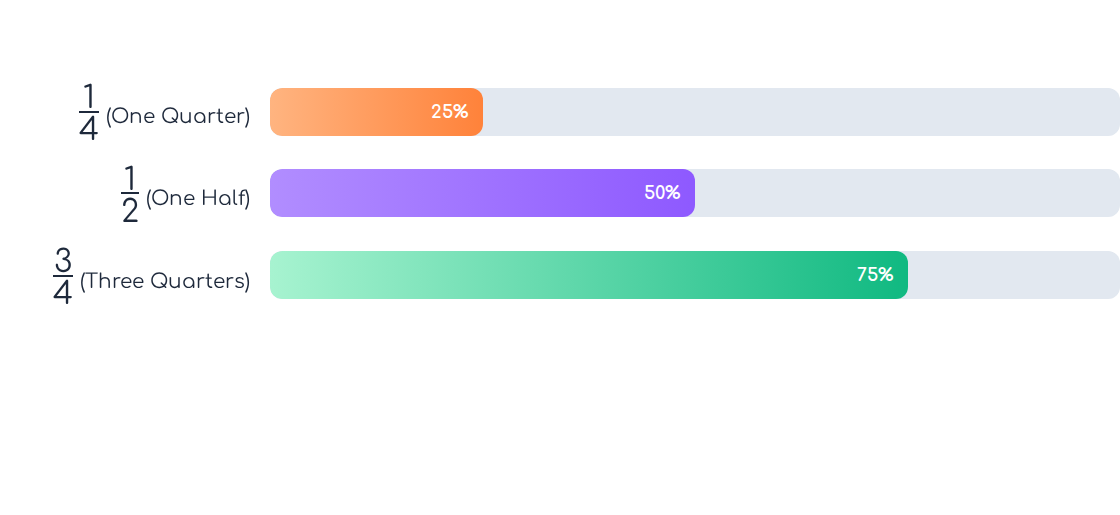 1/4 (One Quarter) 25%
1/2 (One Half) 50%
3/4 (Three Quarters) 75%